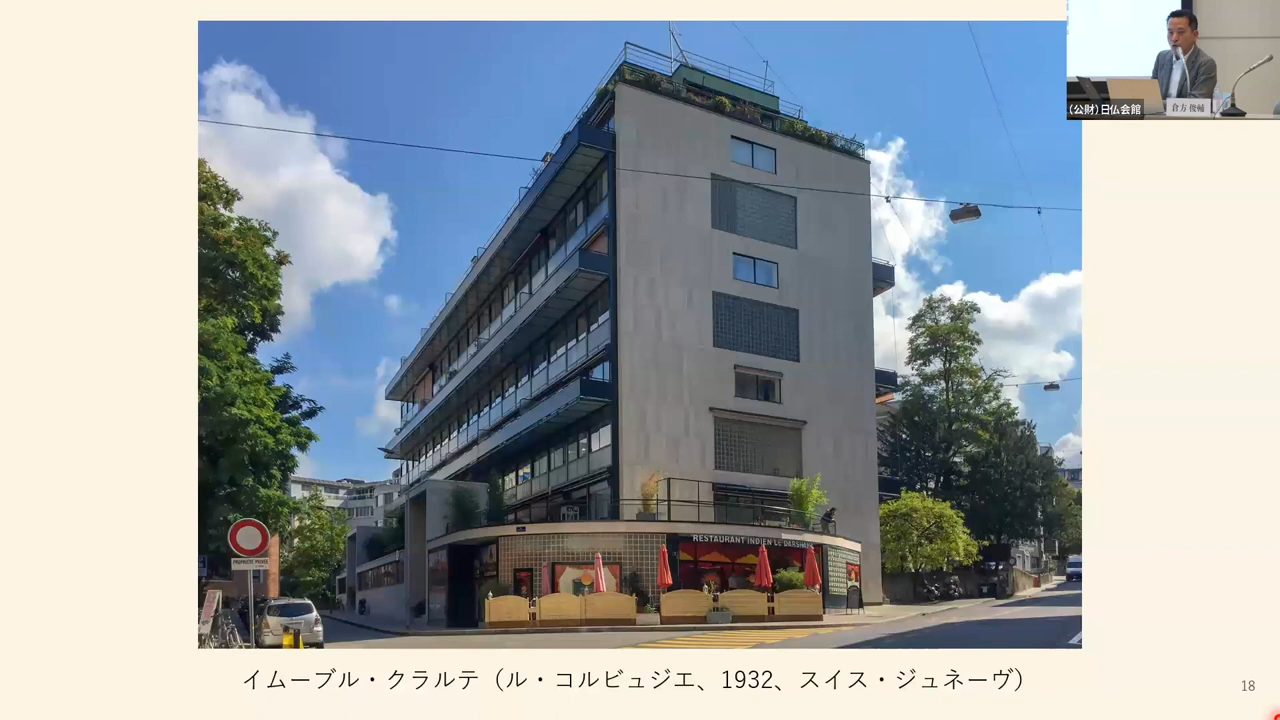 (公財)日仏会館
倉方俊輔
RESTAURANT INDIEN LE DARSHANA
PROPRIÉTÉ PRIVÉE
イムーブル・クラルテ（ル・コルビュジエ、1932、スイス・ジュネーヴ）
18